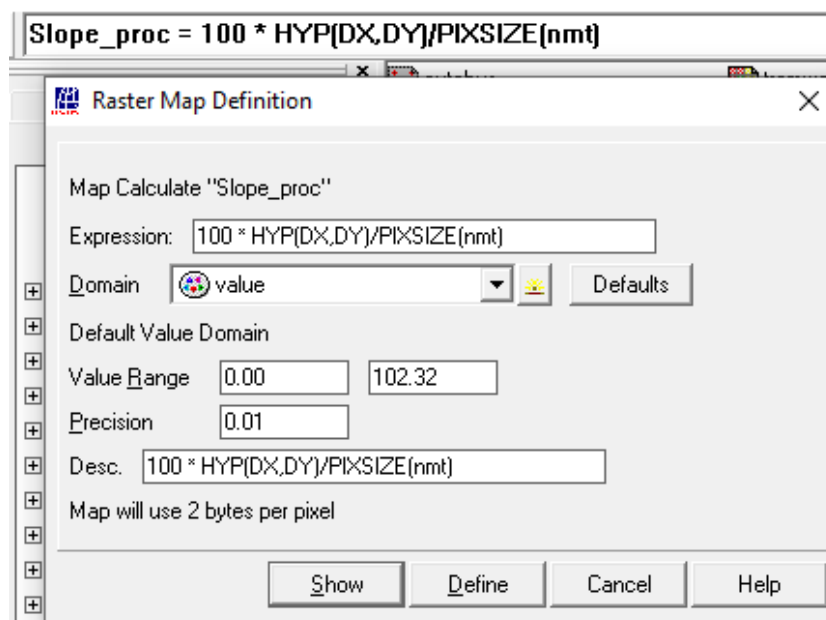 Slope_proc = 100 * HYP(DX,DY)/PIXSIZE(nmt)
Raster Map Definition
Map Calculate "Slope_proc"
Expression: 100 * HYP(DX,DY)/PIXSIZE(nmt)
Domain value Defaults
Default Value Domain
Value Range 0.00 102.32
Precision 0.01
Desc. 100 * HYP(DX,DY)/PIXSIZE(nmt)
Map will use 2 bytes per pixel
Show Define Cancel Help